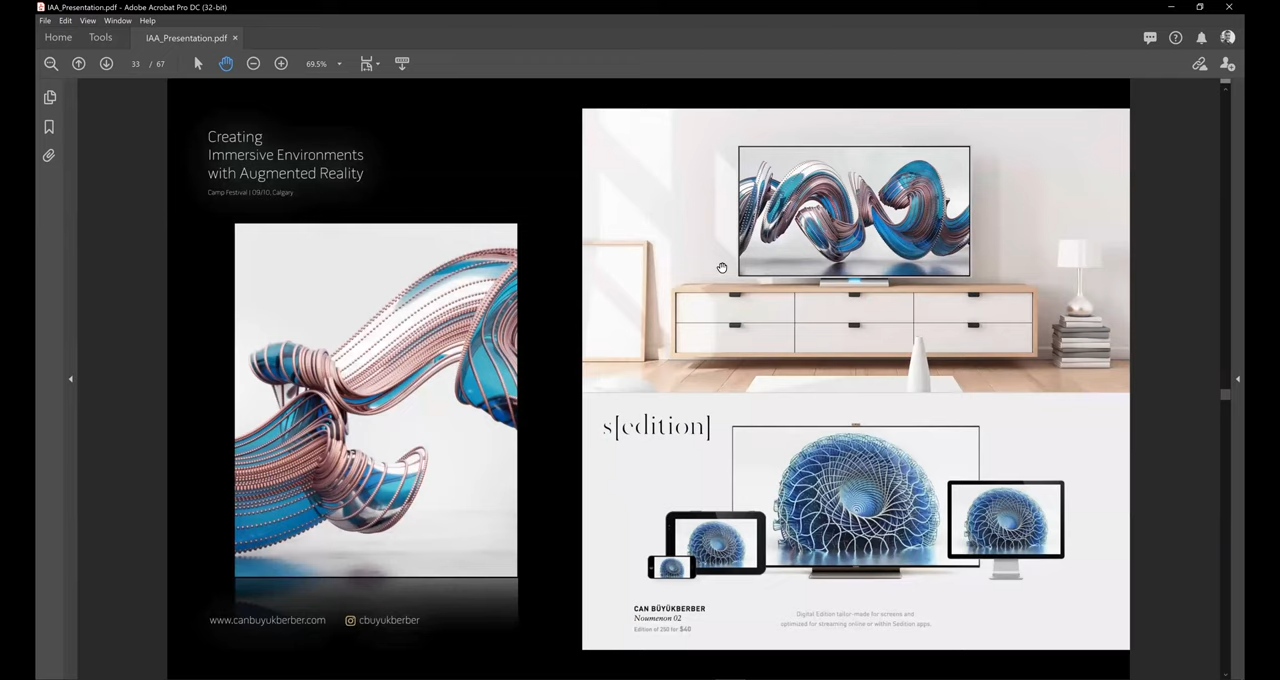 IAA_Presentation.pdf - Adobe Acrobat Pro DC (32-bit)
File Edit View Window Help
Home Tools IAA_Presentation.pdf ×
33 / 67 69.5%
Creating
Immersive Environments
with Augmented Reality
Camp Festival | 09/10, Calgary
s[edition]
CAN BÜYÜKBERBER
Noumenon 02
Edition of 250 for $40
Digital Edition tailor-made for screens and
optimized for streaming online or within Sedition apps.
www.canbuyukberber.com cbuyukberber